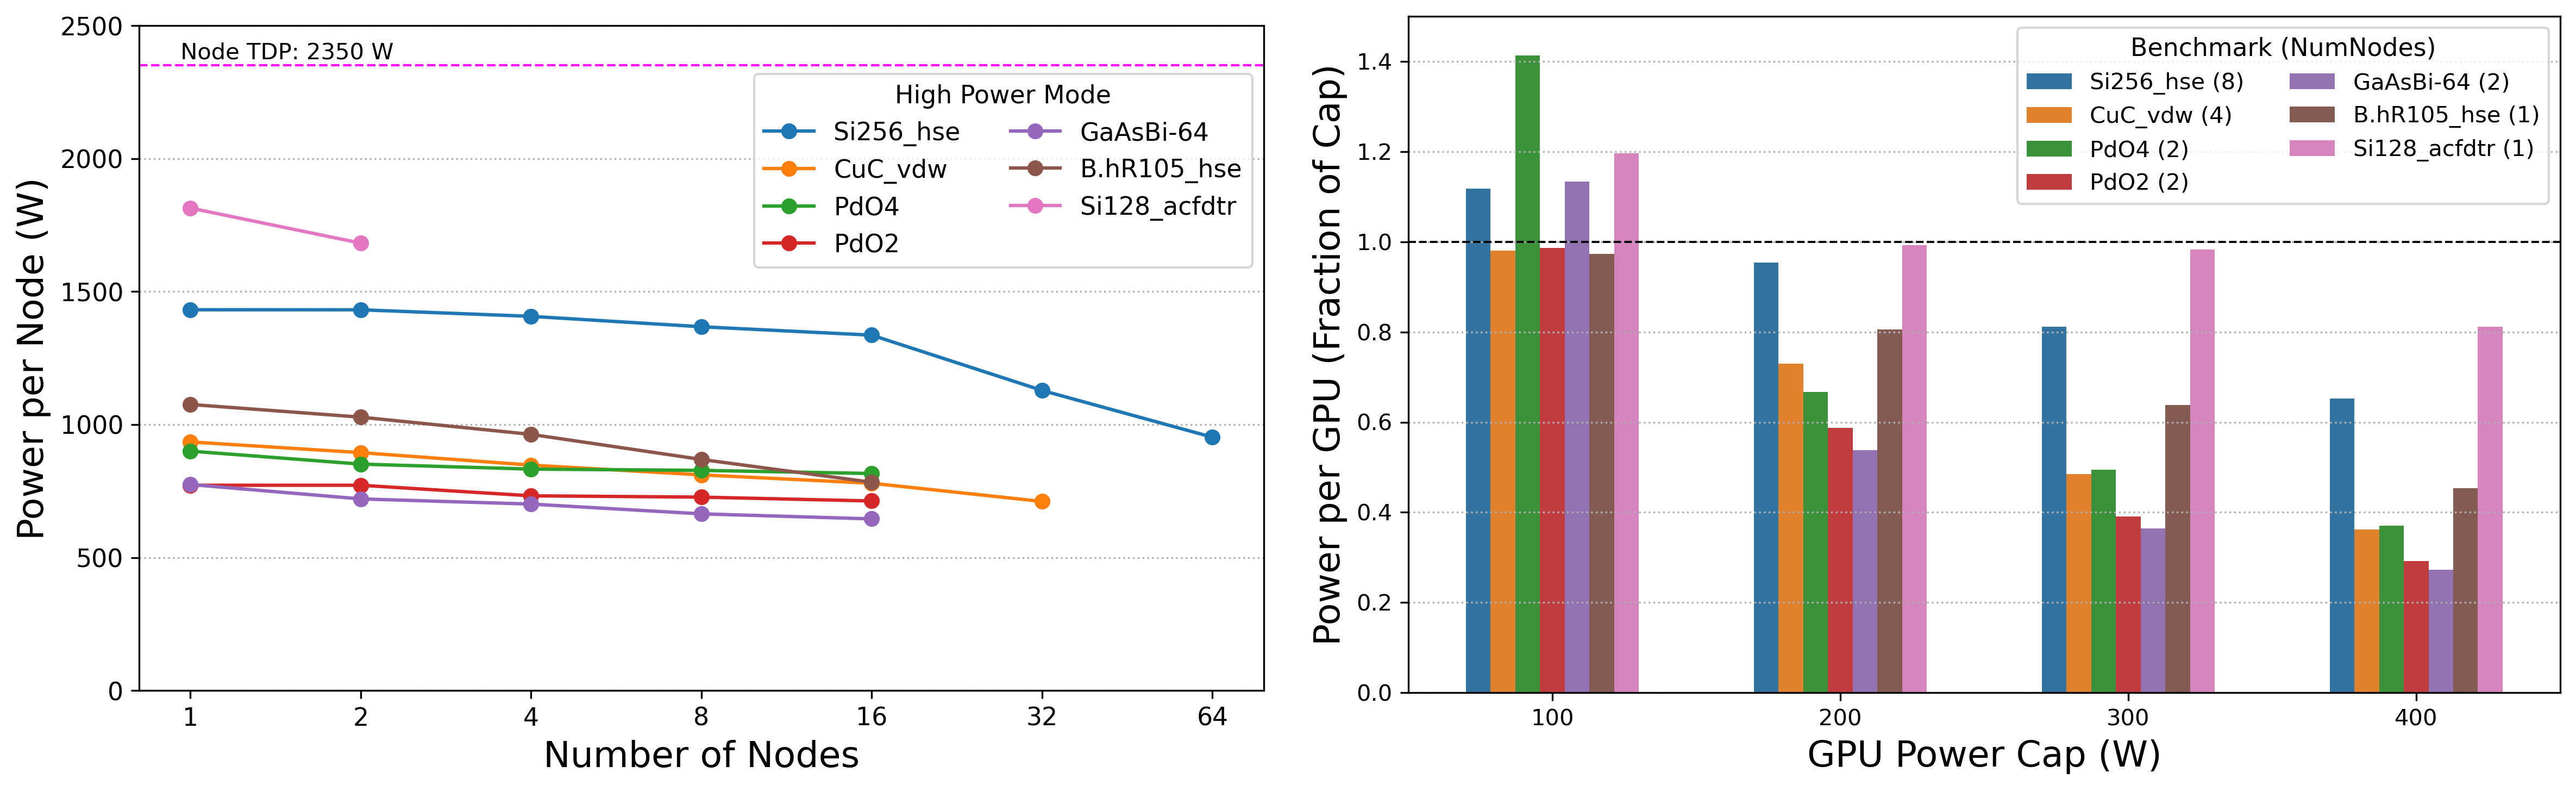 2500
2000
1500
1000
500
0
Power per Node (W)
Node TDP: 2350 W
High Power Mode
Si256_hse
CuC_vdw
PdO4
PdO2
GaAsBi-64
B.hR105_hse
Si128_acfdtr
1 2 4 8 16 32 64
Number of Nodes
1.4
1.2
1.0
0.8
0.6
0.4
0.2
0.0
Power per GPU (Fraction of Cap)
Benchmark (NumNodes)
Si256_hse (8)
CuC_vdw (4)
PdO4 (2)
PdO2 (2)
GaAsBi-64 (2)
B.hR105_hse (1)
Si128_acfdtr (1)
100 200 300 400
GPU Power Cap (W)